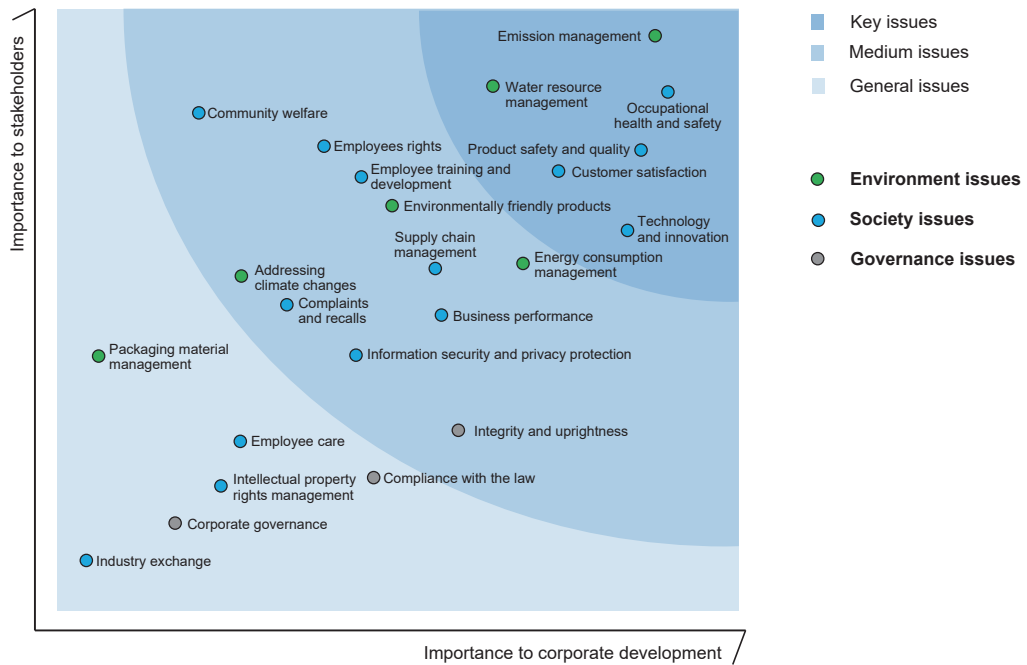 Importance to stakeholders
Emission management
Water resource
management
Occupational
health and safety
Community welfare
Employees rights
Product safety and quality
Employee training and
development
Customer satisfaction
Environmentally friendly products
Technology
and innovation
Supply chain
management
Energy consumption
management
Addressing
climate changes
Complaints
and recalls
Business performance
Packaging material
management
Information security and privacy protection
Integrity and uprightness
Employee care
Compliance with the law
Intellectual property
rights management
Corporate governance
Industry exchange
Importance to corporate development
Key issues
Medium issues
General issues
Environment issues
Society issues
Governance issues